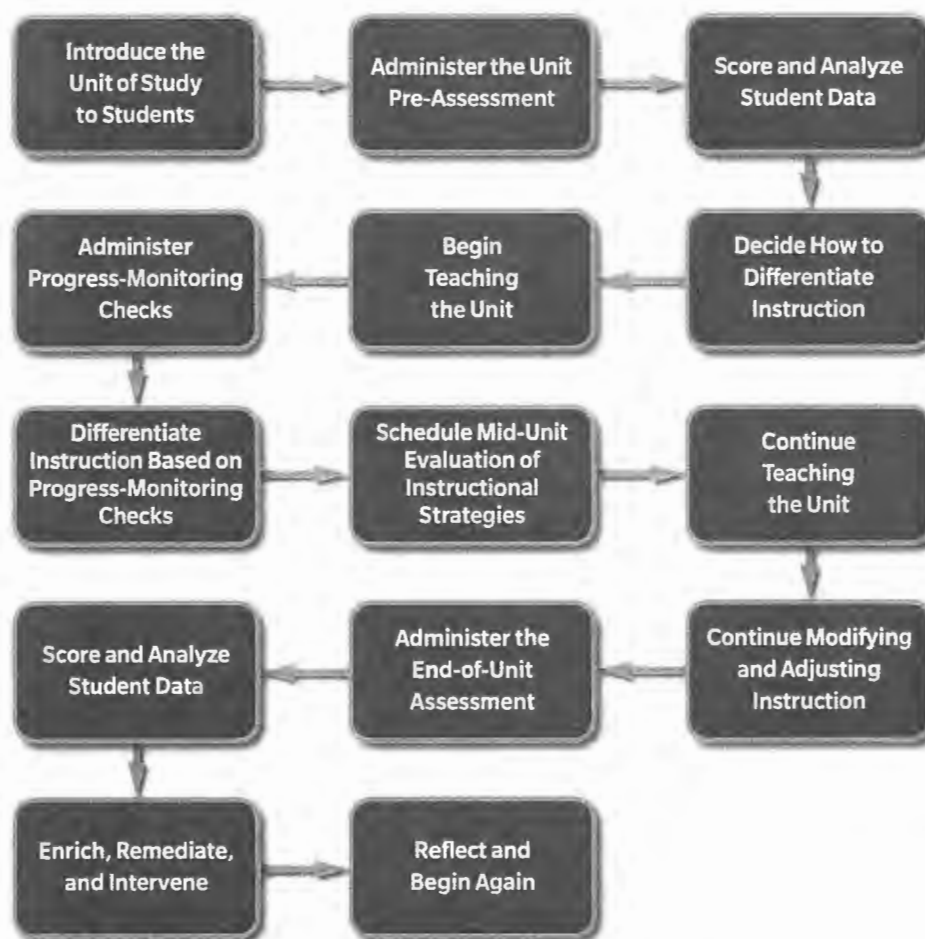 Introduce the
Unit of Study
to Students
Administer the Unit
Pre-Assessment
Score and Analyze
Student Data
Decide How to
Differentiate
Instruction
Begin
Teaching
the Unit
Administer
Progress-Monitoring
Checks
Differentiate
Instruction Based on
Progress-Monitoring
Checks
Schedule Mid-Unit
Evaluation of
Instructional
Strategies
Continue
Teaching
the Unit
Continue Modifying
and Adjusting
Instruction
Administer the
End-of-Unit
Assessment
Score and Analyze
Student Data
Enrich, Remediate,
and Intervene
Reflect and
Begin Again